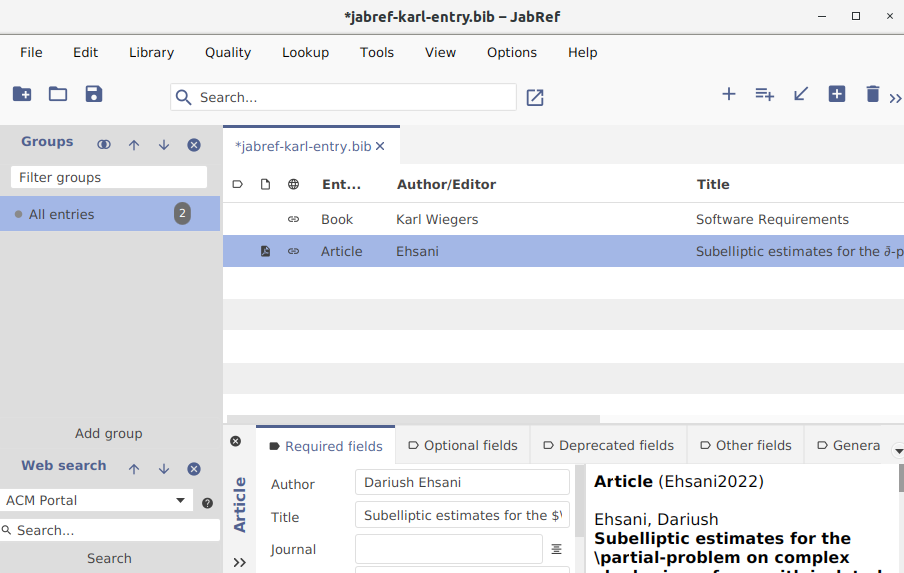 *jabref-karl-entry.bib – JabRef
File Edit Library Quality Lookup Tools View Options Help
Search...
Groups
Filter groups
All entries 2
Add group
Web search
ACM Portal
Search...
Search
*jabref-karl-entry.bib
Ent... Author/Editor Title
Book Karl Wiegers Software Requirements
Article Ehsani Subelliptic estimates for the ∂̄-p
Required fields Optional fields Deprecated fields Other fields Genera
Article
Author Dariush Ehsani
Title Subelliptic estimates for the $\
Journal
Article (Ehsani2022)
Ehsani, Dariush
Subelliptic estimates for the
\partial-problem on complex